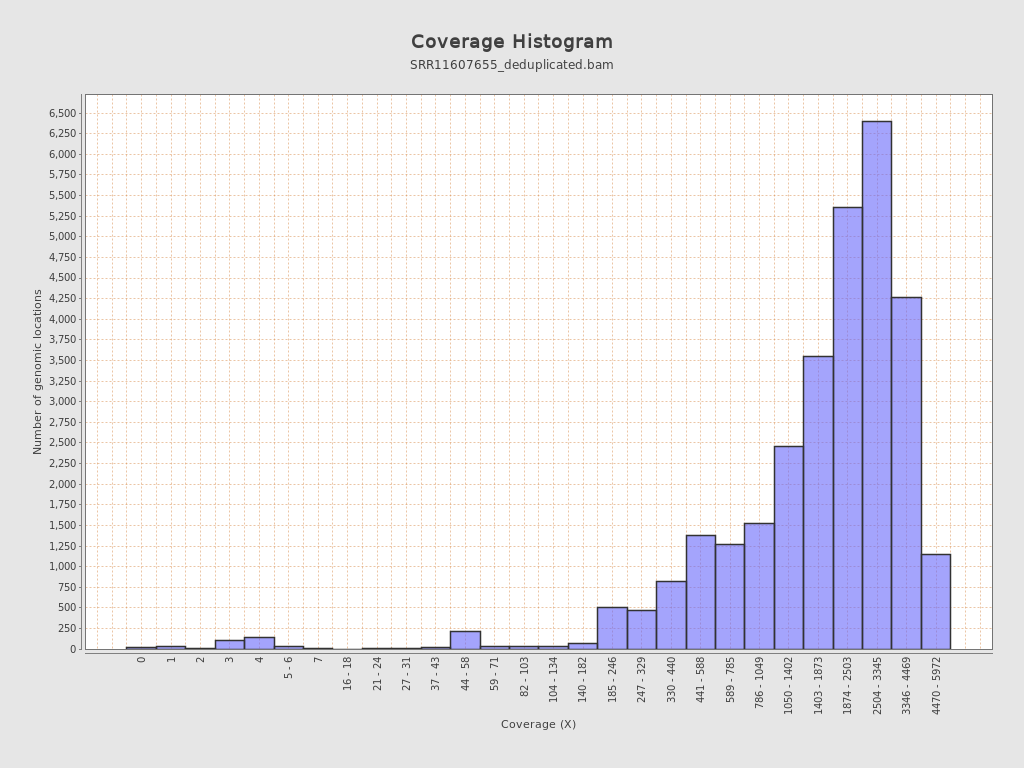 Coverage Histogram
SRR11607655_deduplicated.bam
Number of genomic locations
6,500
6,250
6,000
5,750
5,500
5,250
5,000
4,750
4,500
4,250
4,000
3,750
3,500
3,250
3,000
2,750
2,500
2,250
2,000
1,750
1,500
1,250
1,000
750
500
250
0
0
1
2
3
4
5 - 6
7
16 - 18
21 - 24
27 - 31
37 - 43
44 - 58
59 - 71
82 - 103
104 - 134
140 - 182
185 - 246
247 - 329
330 - 440
441 - 588
589 - 785
786 - 1049
1050 - 1402
1403 - 1873
1874 - 2503
2504 - 3345
3346 - 4469
4470 - 5972
Coverage (X)